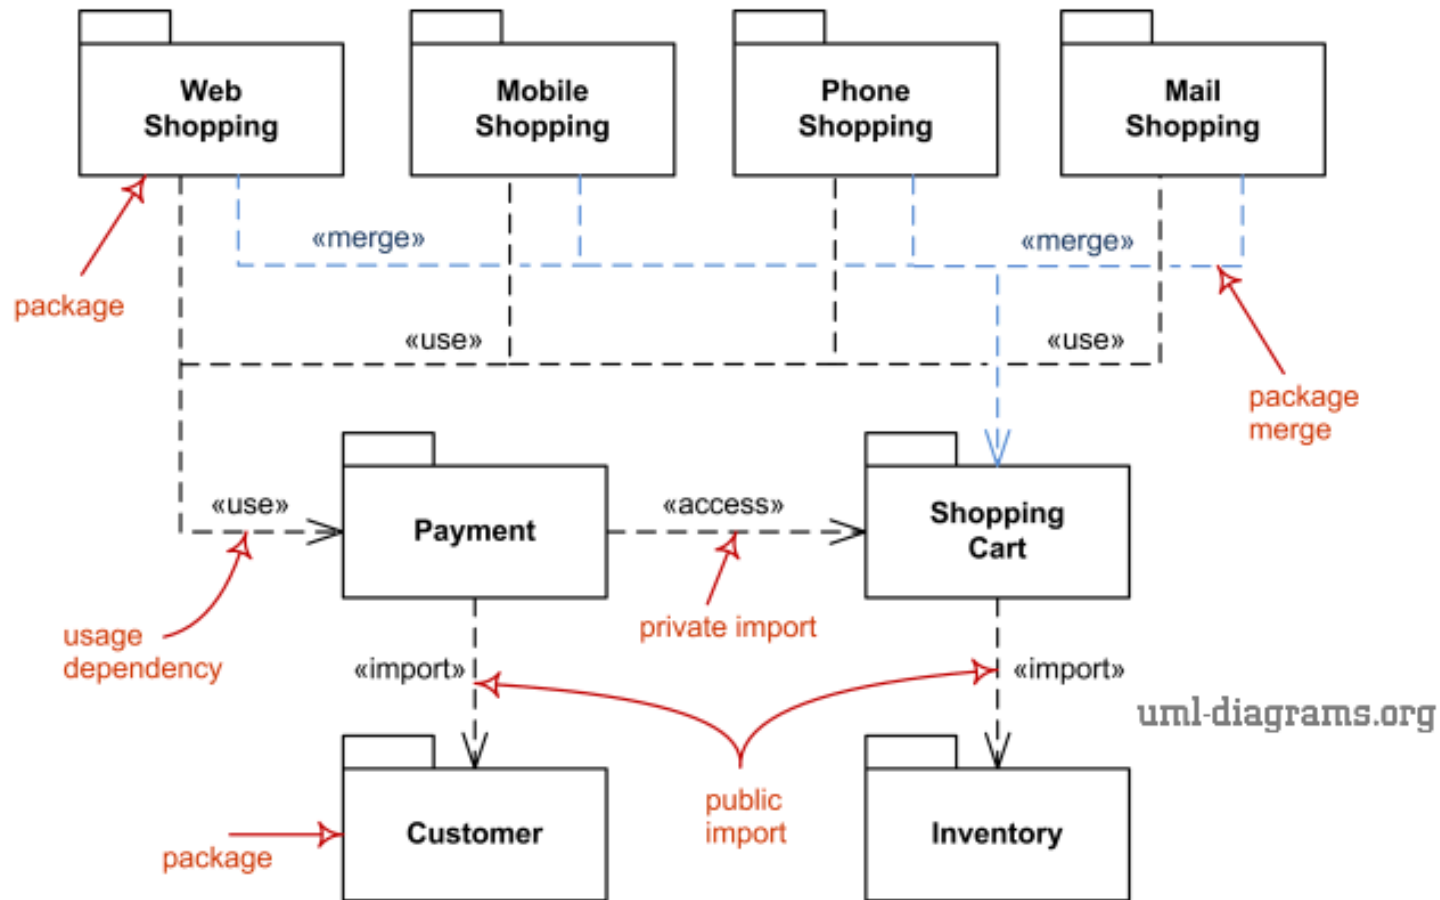 Web
Shopping
Mobile
Shopping
Phone
Shopping
Mail
Shopping
«merge»
«merge»
package
«use»
«use»
package
merge
«use»
Payment
«access»
Shopping
Cart
usage
dependency
private import
«import»
«import»
uml-diagrams.org
public
import
Customer
Inventory
package